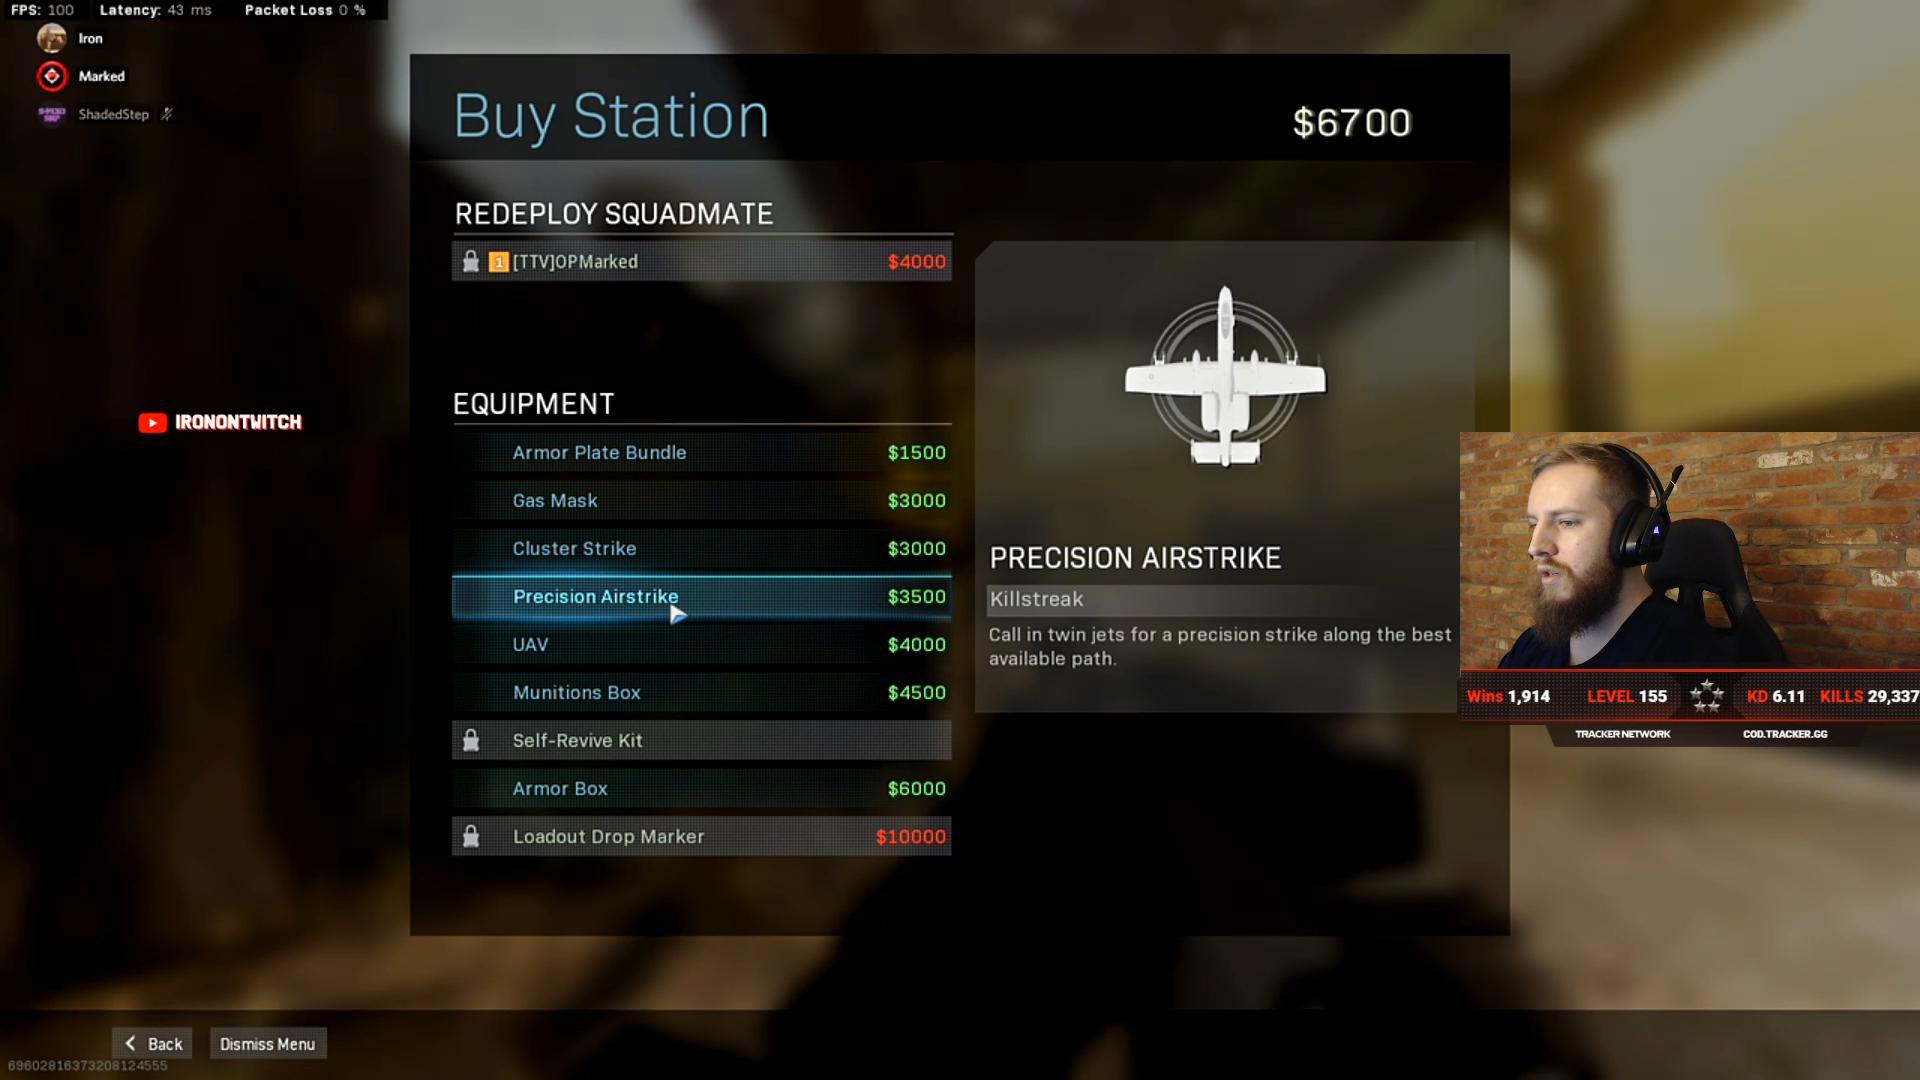 FPS: 100 Latency: 43 ms Packet Loss 0 %
Iron
Marked
ShadedStep
Buy Station
$6700
REDEPLOY SQUADMATE
1 [TTV]OPMarked $4000
IRONONTWITCH
EQUIPMENT
Armor Plate Bundle $1500
Gas Mask $3000
Cluster Strike $3000
Precision Airstrike $3500
UAV $4000
Munitions Box $4500
Self-Revive Kit
Armor Box $6000
Loadout Drop Marker $10000
PRECISION AIRSTRIKE
Killstreak
Call in twin jets for a precision strike along the best
available path.
Wins 1,914 LEVEL 155 KD 6.11 KILLS 29,337
TRACKER NETWORK COD.TRACKER.GG
Back Dismiss Menu
69602816373208124555